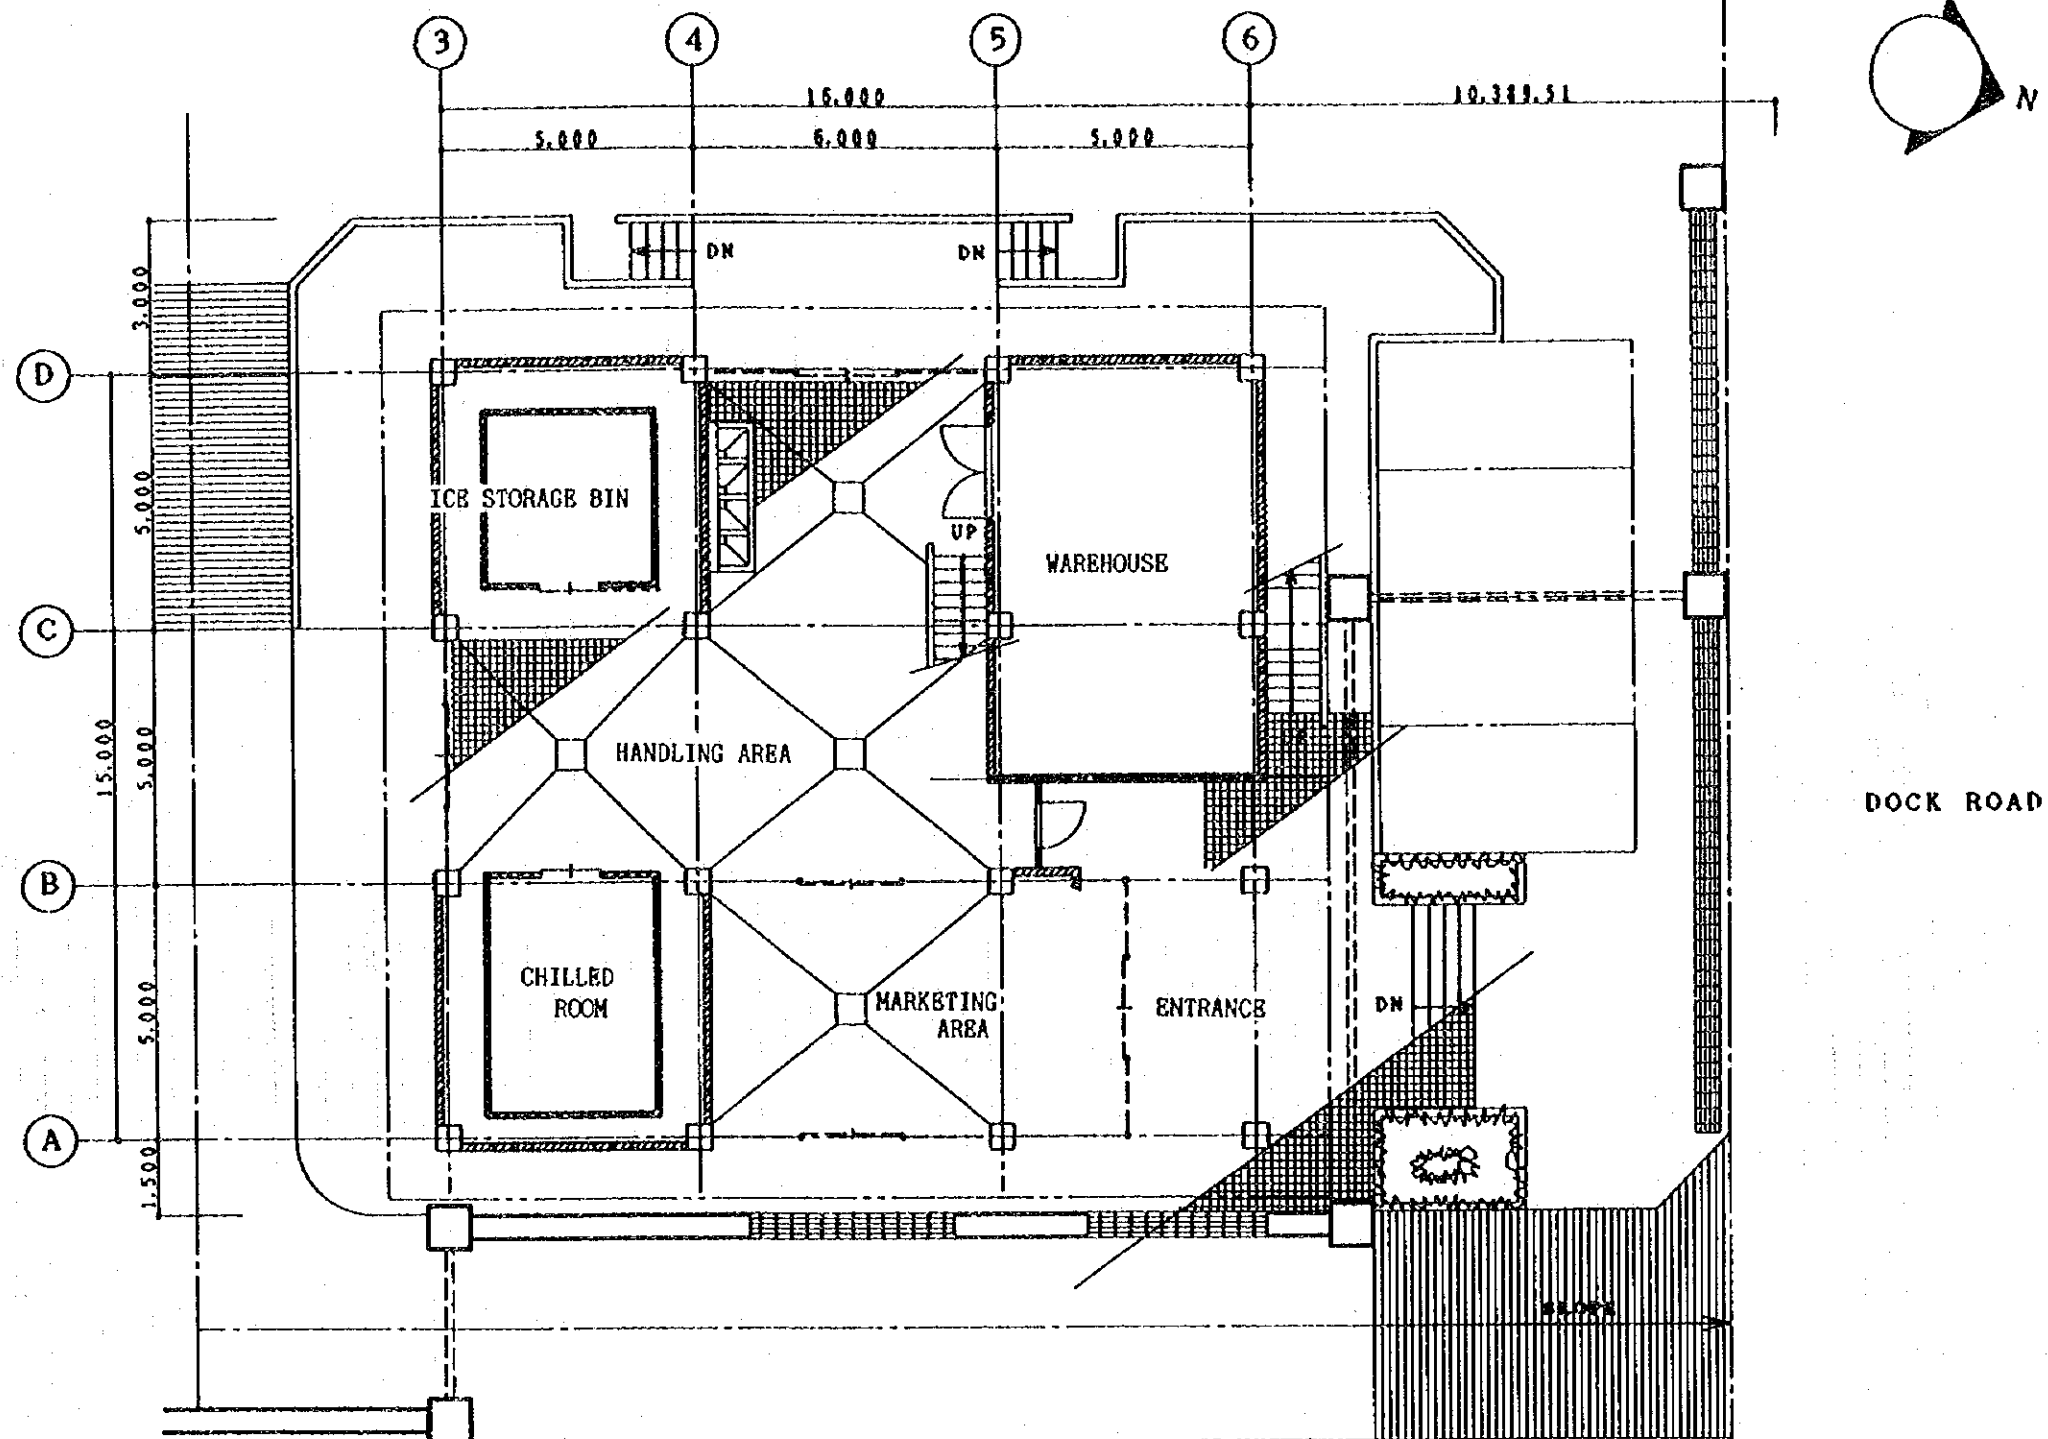 3 4 5 6
16.000 10.389.51
5.000 6.000 5.000
N
DN DN
3.000
D
ICE STORAGE BIN
5,000
UP
WAREHOUSE
C
15.000
5,000
HANDLING AREA
DOCK ROAD
B
CHILLED
ROOM
5,000
MARKETING
AREA
ENTRANCE
DN
A
1,500
SLOPE